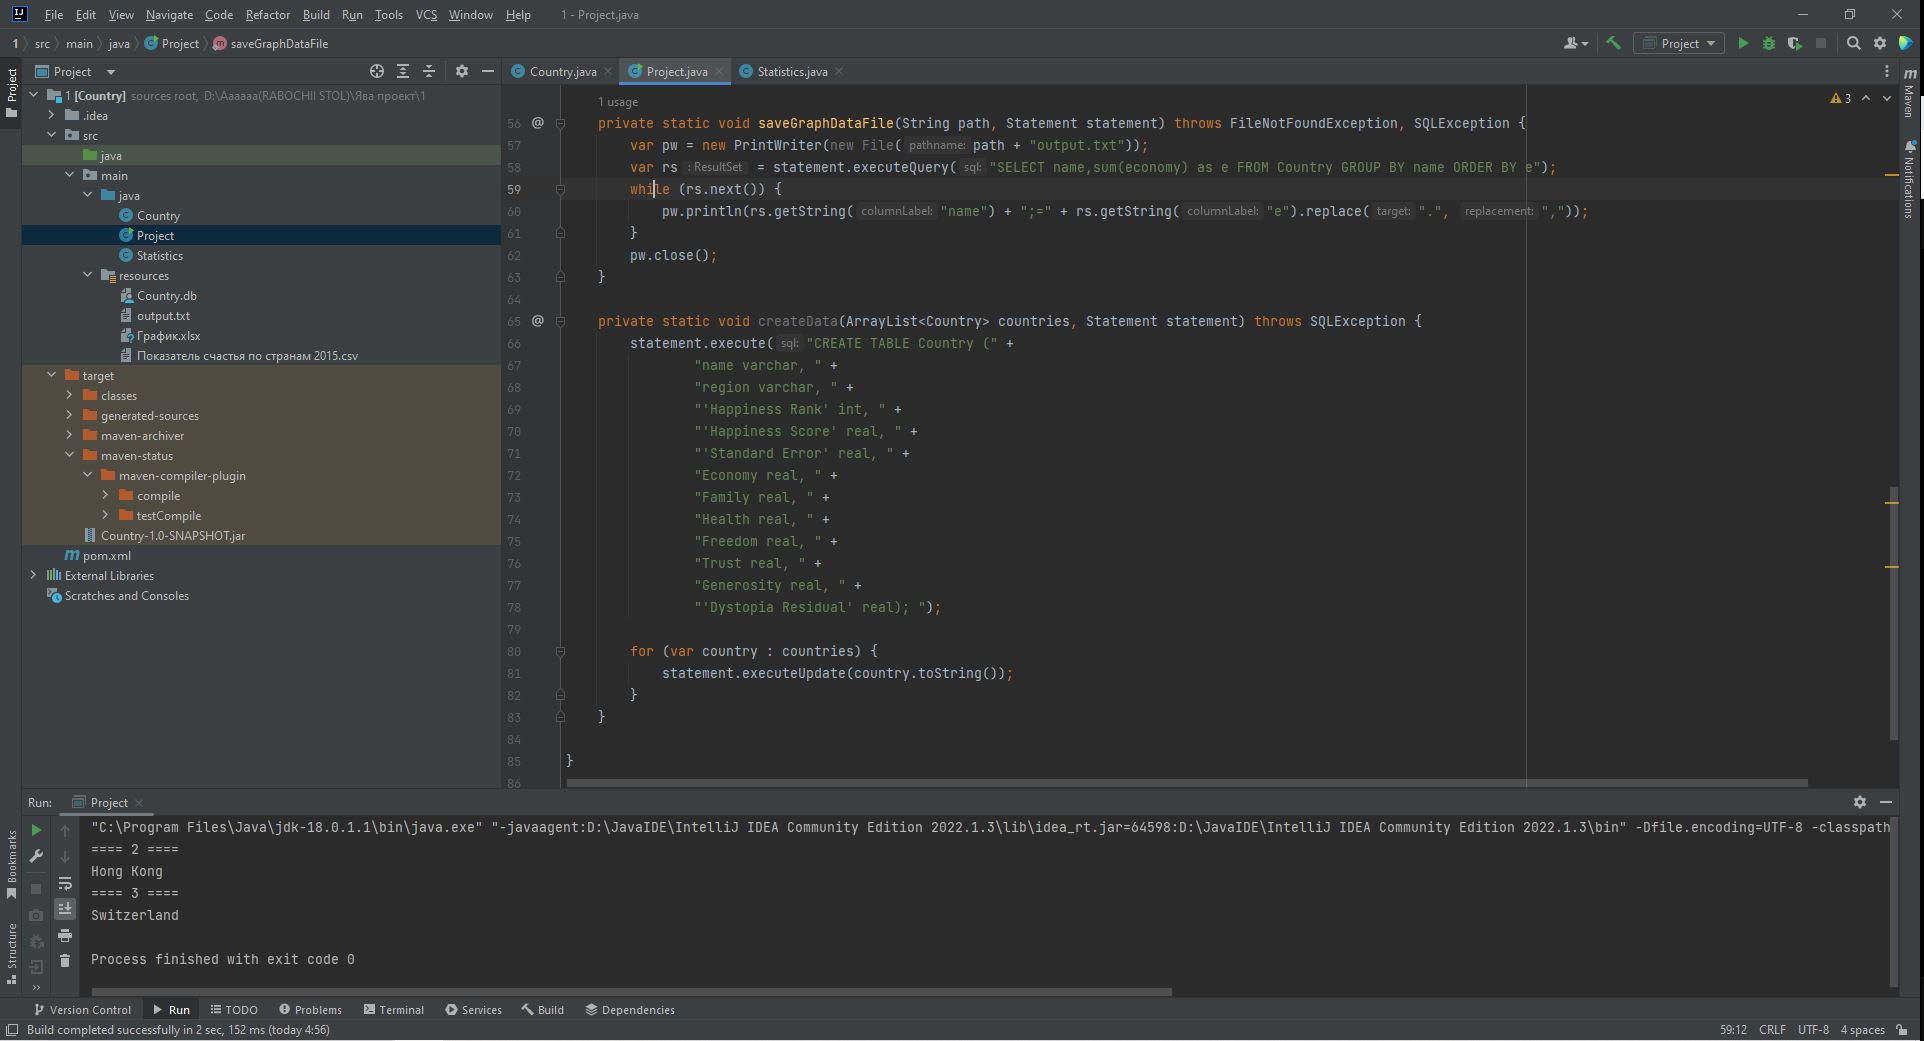 File Edit View Navigate Code Refactor Build Run Tools VCS Window Help 1 - Project.java
1 src main java Project saveGraphDataFile
Project
Project
Country.java Project.java Statistics.java
1 [Country] sources root, D:\Aaaaaa(RABOCHII STOL)\Ява проект\1
.idea
src
java
main
java
Country
Project
Statistics
resources
Country.db
output.txt
График.xlsx
Показатель счастья по странам 2015.csv
target
classes
generated-sources
maven-archiver
maven-status
maven-compiler-plugin
compile
testCompile
Country-1.0-SNAPSHOT.jar
pom.xml
External Libraries
Scratches and Consoles
Project
Bookmarks
Structure
Maven
Notifications
3
1 usage
56 @ private static void saveGraphDataFile(String path, Statement statement) throws FileNotFoundException, SQLException {
57 var pw = new PrintWriter(new File( pathname: path + "output.txt"));
58 var rs : ResultSet = statement.executeQuery( sql: "SELECT name,sum(economy) as e FROM Country GROUP BY name ORDER BY e");
59 while (rs.next()) {
60 pw.println(rs.getString( columnLabel: "name") + ";=" + rs.getString( columnLabel: "e").replace( target: ".", replacement: ","));
61 }
62 pw.close();
63 }
64
65 @ private static void createData(ArrayList<Country> countries, Statement statement) throws SQLException {
66 statement.execute( sql: "CREATE TABLE Country (" +
67 "name varchar, " +
68 "region varchar, " +
69 "'Happiness Rank' int, " +
70 "'Happiness Score' real, " +
71 "'Standard Error' real, " +
72 "Economy real, " +
73 "Family real, " +
74 "Health real, " +
75 "Freedom real, " +
76 "Trust real, " +
77 "Generosity real, " +
78 "'Dystopia Residual' real); ");
79
80 for (var country : countries) {
81 statement.executeUpdate(country.toString());
82 }
83 }
84
85 }
86
Run: Project
"C:\Program Files\Java\jdk-18.0.1.1\bin\java.exe" "-javaagent:D:\JavaIDE\IntelliJ IDEA Community Edition 2022.1.3\lib\idea_rt.jar=64598:D:\JavaIDE\IntelliJ IDEA Community Edition 2022.1.3\bin" -Dfile.encoding=UTF-8 -classpath
==== 2 ====
Hong Kong
==== 3 ====
Switzerland
Process finished with exit code 0
Version Control Run TODO Problems Terminal Services Build Dependencies
Build completed successfully in 2 sec, 152 ms (today 4:56) 59:12 CRLF UTF-8 4 spaces